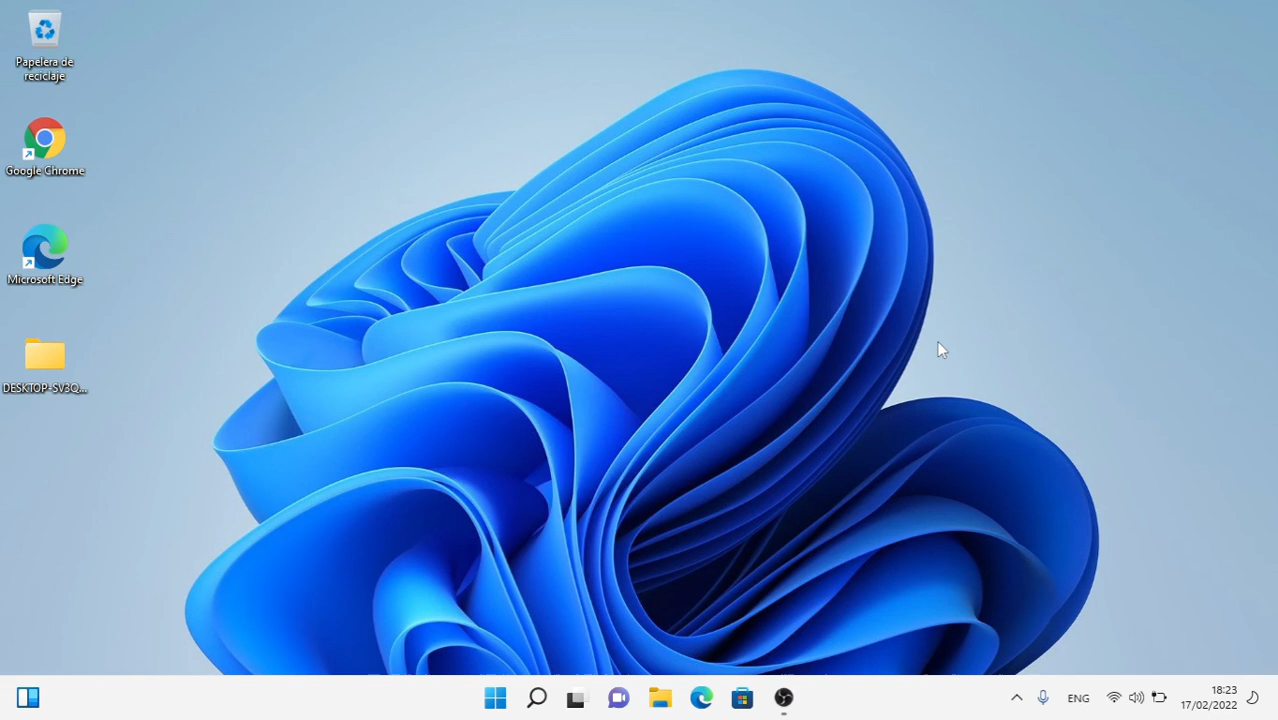 Papelera de
reciclaje
Google Chrome
Microsoft Edge
DESKTOP-SV3Q...
ENG
18:23
17/02/2022